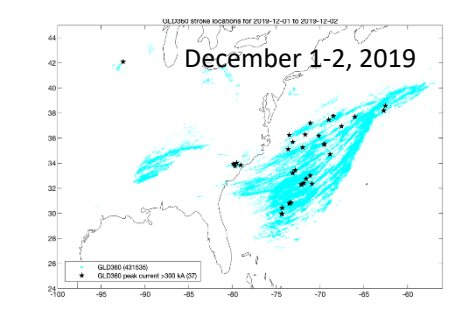 GLD360 stroke locations for 2019-12-01 to 2019-12-02
December 1-2, 2019
44
42
40
38
36
34
32
30
28
26
24
GLD360 (431535)
GLD360 peak current >300 kA (37)
-100 -95 -90 -85 -80 -75 -70 -65 -60